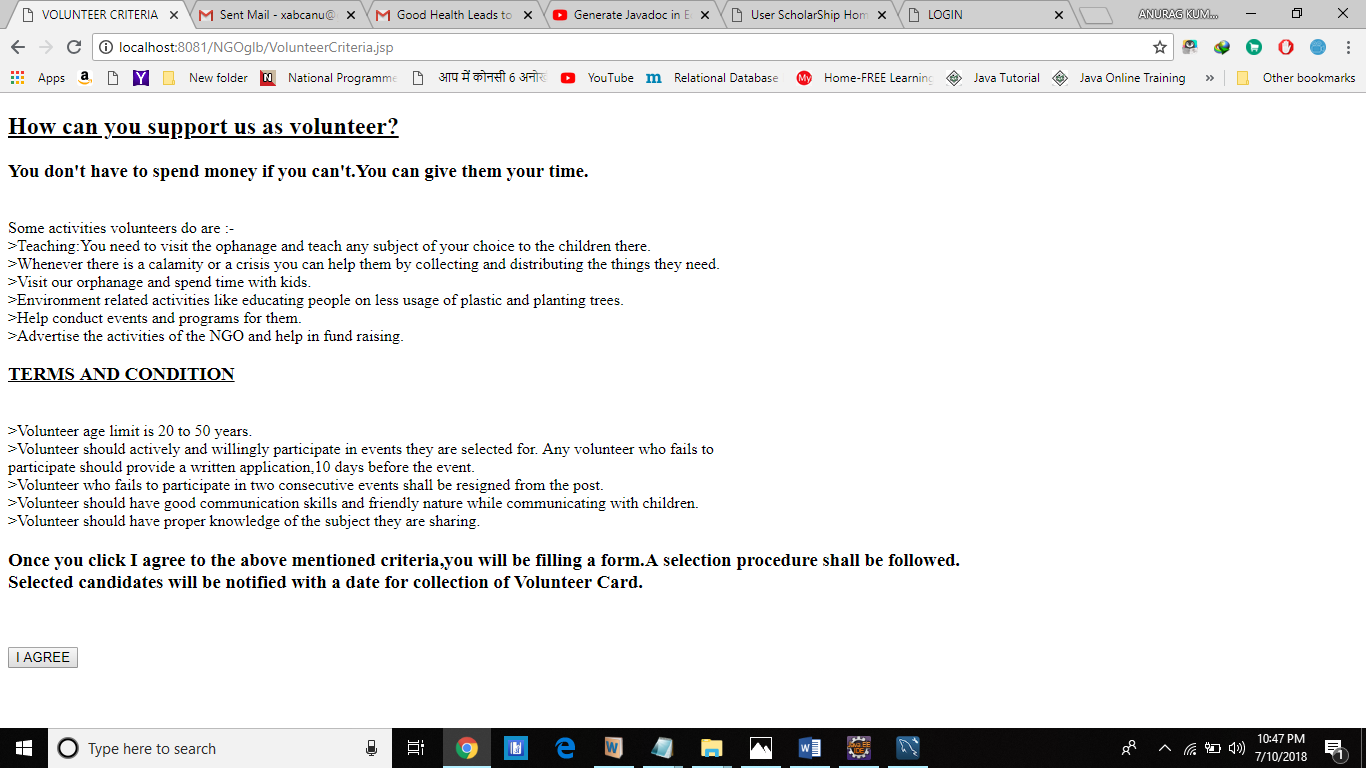 VOLUNTEER CRITERIA
Sent Mail - xabcanu@
Good Health Leads to
Generate Javadoc in E
User ScholarShip Hom
LOGIN
ANURAG KUM...
localhost:8081/NGOglb/VolunteerCriteria.jsp
Apps
New folder
National Programme
आप में कोनसी 6 अनोखं
YouTube
Relational Database
Home-FREE Learning
Java Tutorial
Java Online Training
»
Other bookmarks
How can you support us as volunteer?
You don't have to spend money if you can't.You can give them your time.
Some activities volunteers do are :-
>Teaching:You need to visit the ophanage and teach any subject of your choice to the children there.
>Whenever there is a calamity or a crisis you can help them by collecting and distributing the things they need.
>Visit our orphanage and spend time with kids.
>Environment related activities like educating people on less usage of plastic and planting trees.
>Help conduct events and programs for them.
>Advertise the activities of the NGO and help in fund raising.
TERMS AND CONDITION
>Volunteer age limit is 20 to 50 years.
>Volunteer should actively and willingly participate in events they are selected for. Any volunteer who fails to
participate should provide a written application,10 days before the event.
>Volunteer who fails to participate in two consecutive events shall be resigned from the post.
>Volunteer should have good communication skills and friendly nature while communicating with children.
>Volunteer should have proper knowledge of the subject they are sharing.
Once you click I agree to the above mentioned criteria,you will be filling a form.A selection procedure shall be followed.
Selected candidates will be notified with a date for collection of Volunteer Card.
I AGREE
Type here to search
10:47 PM
7/10/2018
1